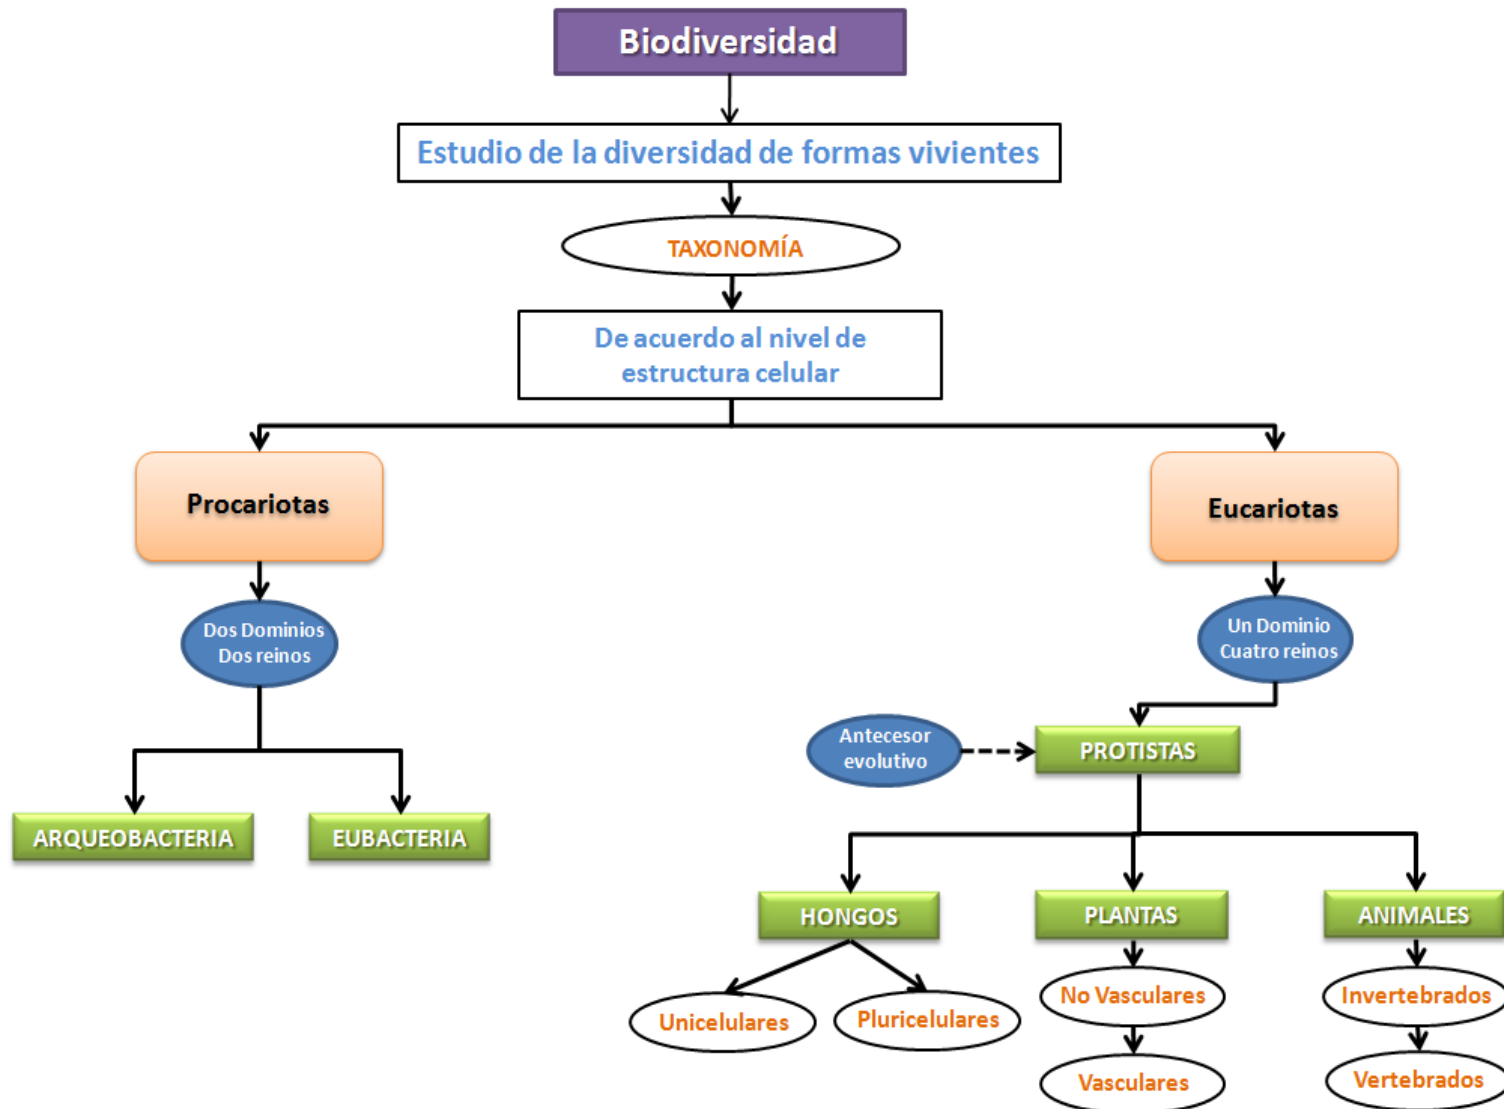 Biodiversidad
Estudio de la diversidad de formas vivientes
TAXONOMÍA
De acuerdo al nivel de
estructura celular
Procariotas
Eucariotas
Dos Dominios
Dos reinos
Un Dominio
Cuatro reinos
Antecesor
evolutivo
PROTISTAS
ARQUEOBACTERIA
EUBACTERIA
HONGOS
PLANTAS
ANIMALES
Unicelulares
Pluricelulares
No Vasculares
Invertebrados
Vasculares
Vertebrados